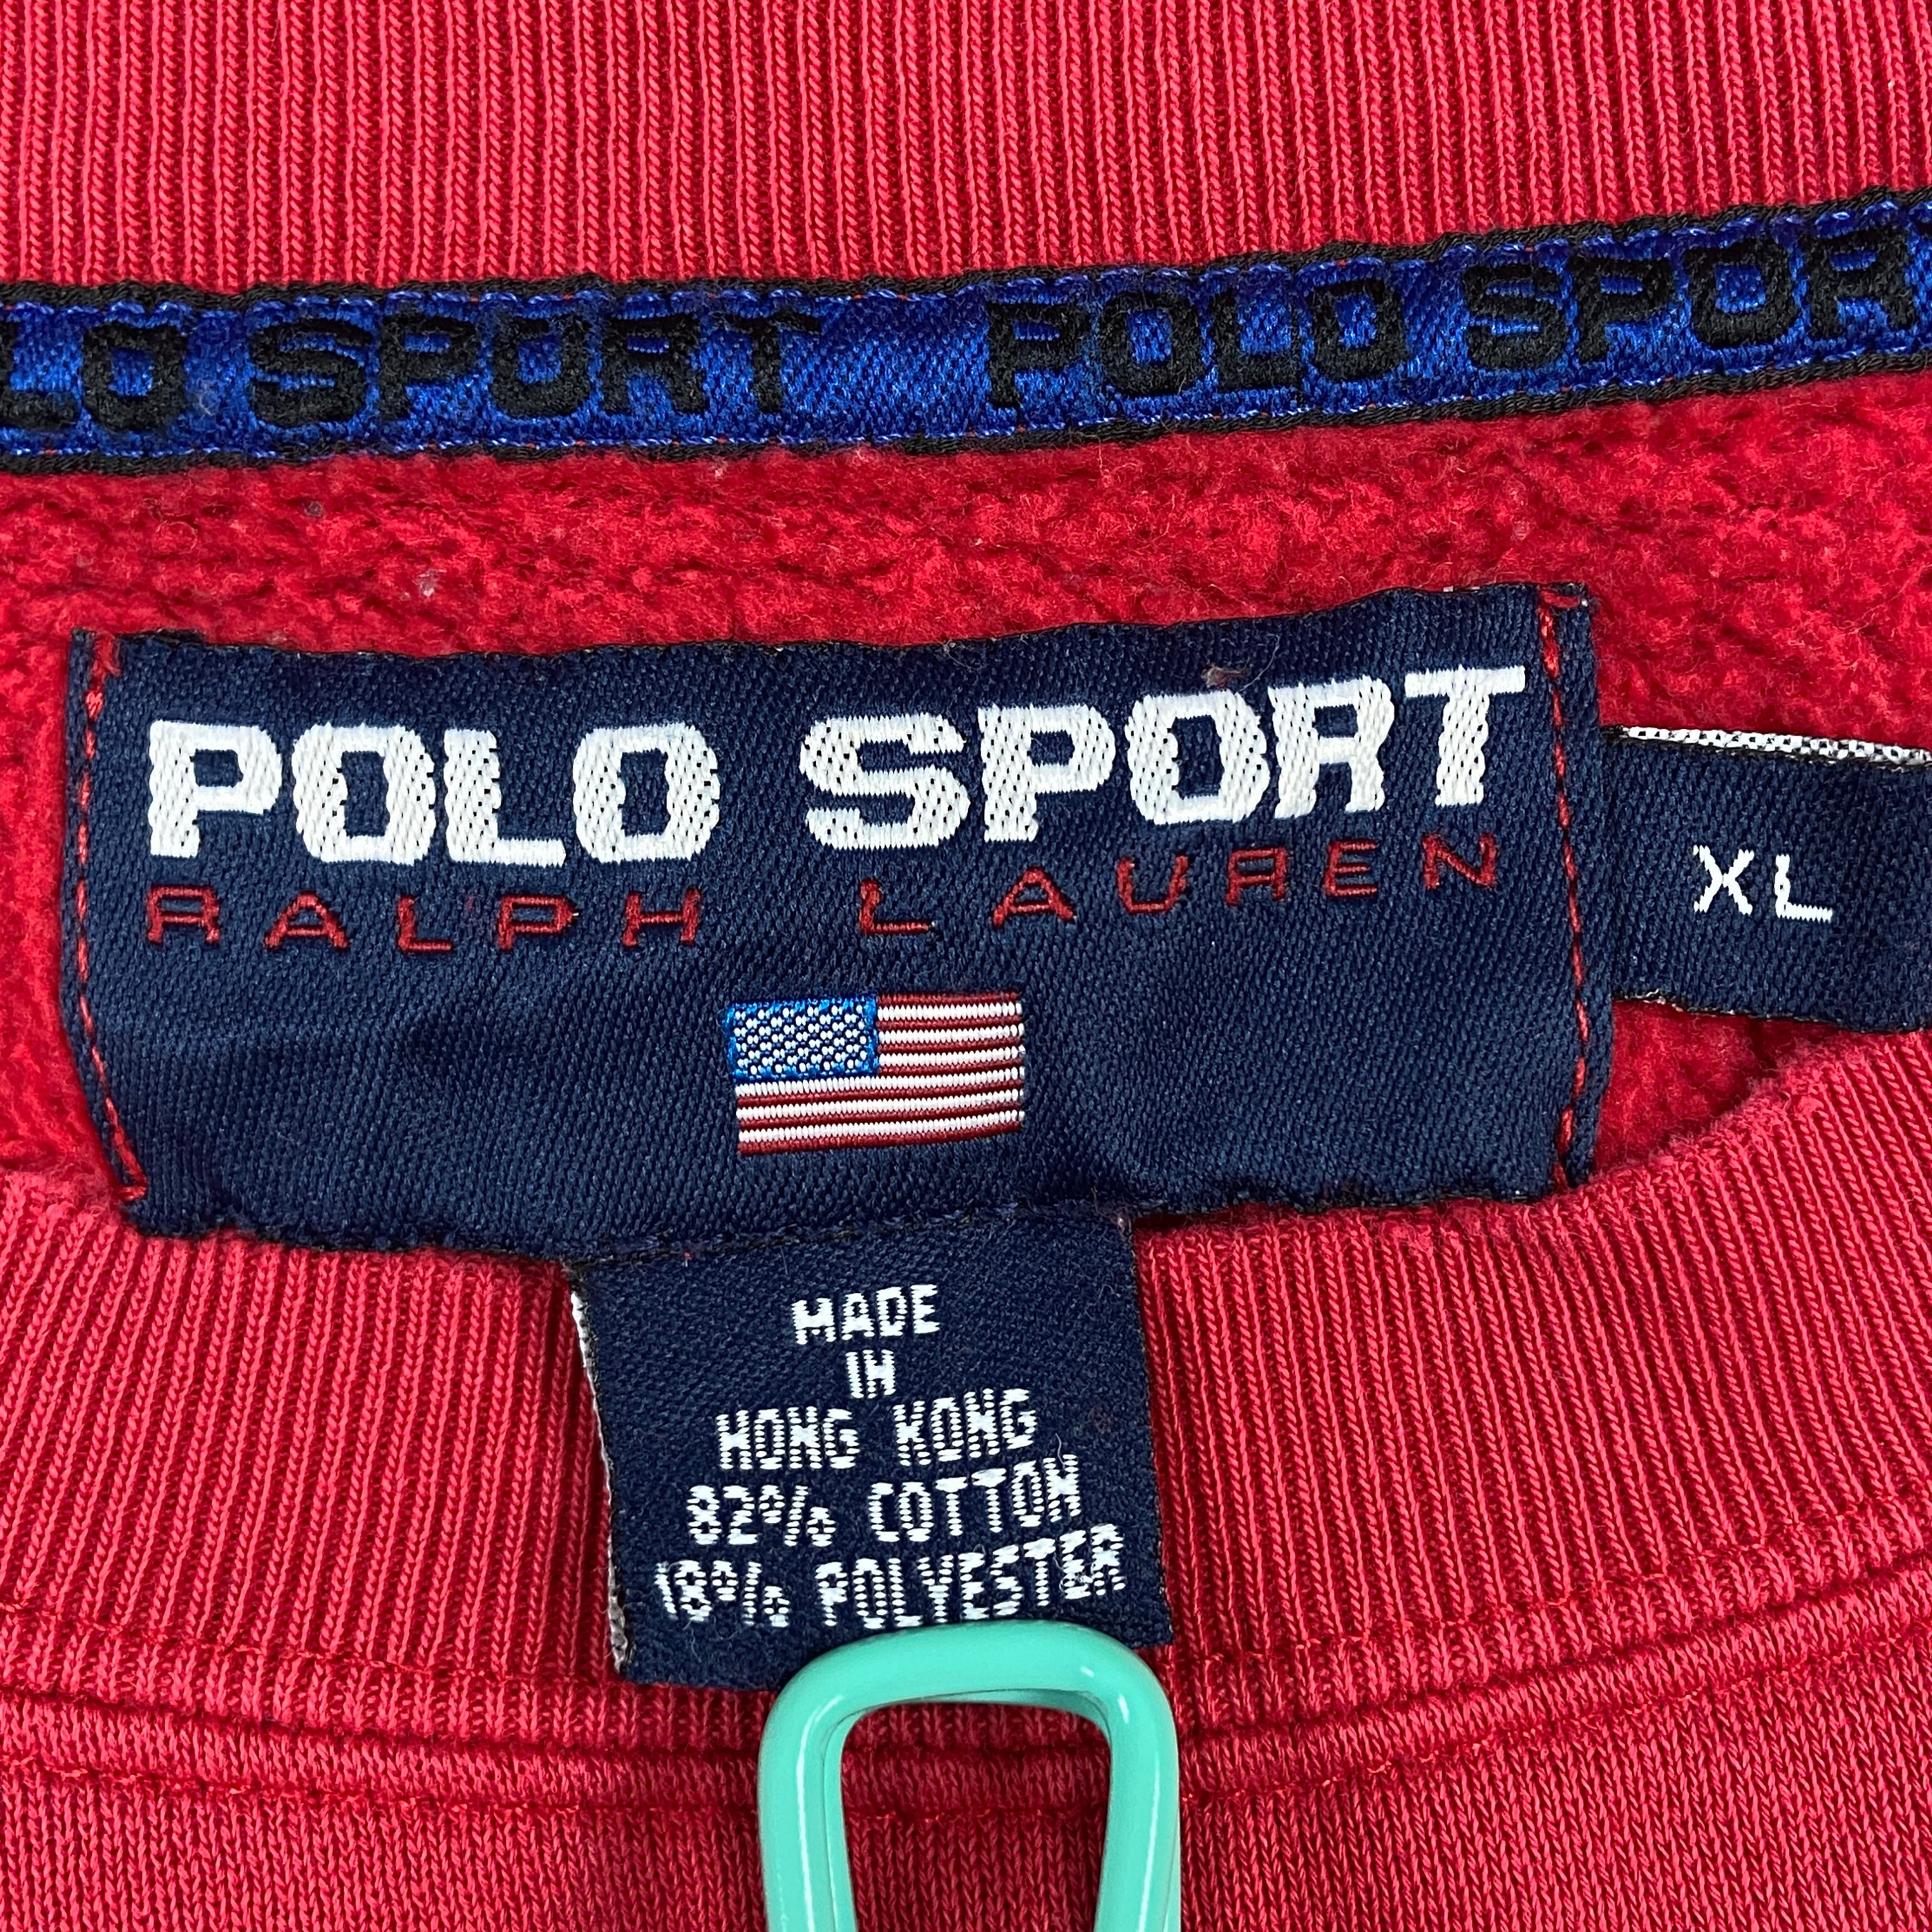 LO SPORT POLO SPOR
POLO SPORT
RALPH LAUREN
XL
MADE
IN
HONG KONG
82% COTTON
18% POLYESTER